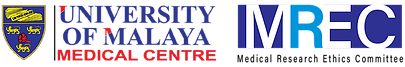 UNIVERSITY
OF MALAYA
MEDICAL CENTRE
MREC
Medical Research Ethics Committee